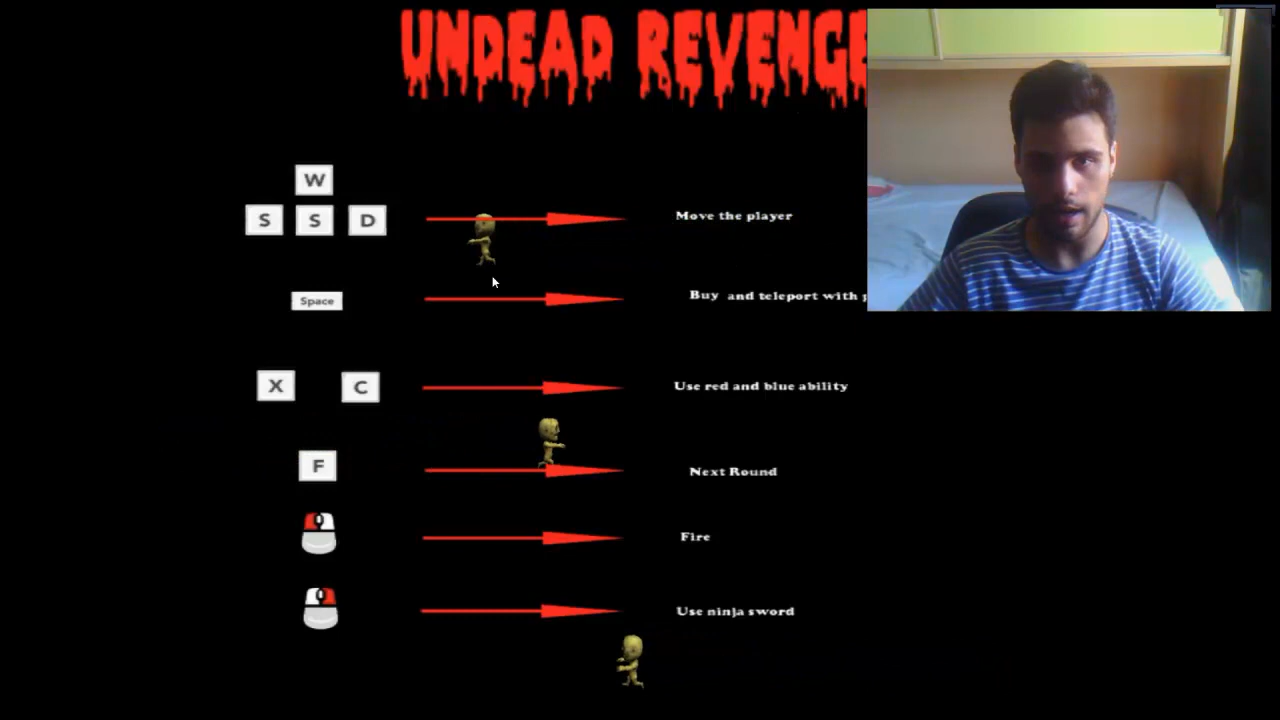 UNDEAD REVENGE
W
S S D
Move the player
Space
Buy and teleport with
X C
Use red and blue ability
F
Next Round
Fire
Use ninja sword